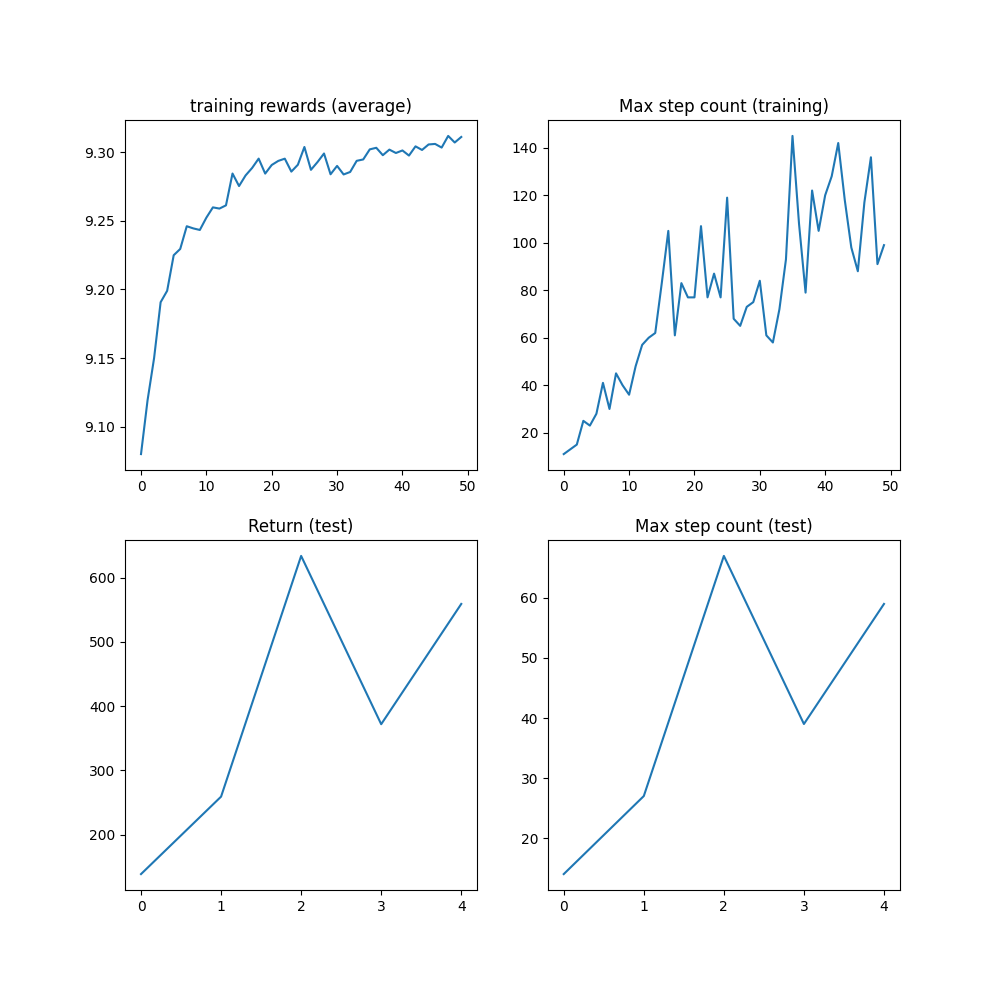 training rewards (average)
9.30
9.25
9.20
9.15
9.10
0 10 20 30 40 50
Max step count (training)
140
120
100
80
60
40
20
0 10 20 30 40 50
Return (test)
600
500
400
300
200
0 1 2 3 4
Max step count (test)
60
50
40
30
20
0 1 2 3 4